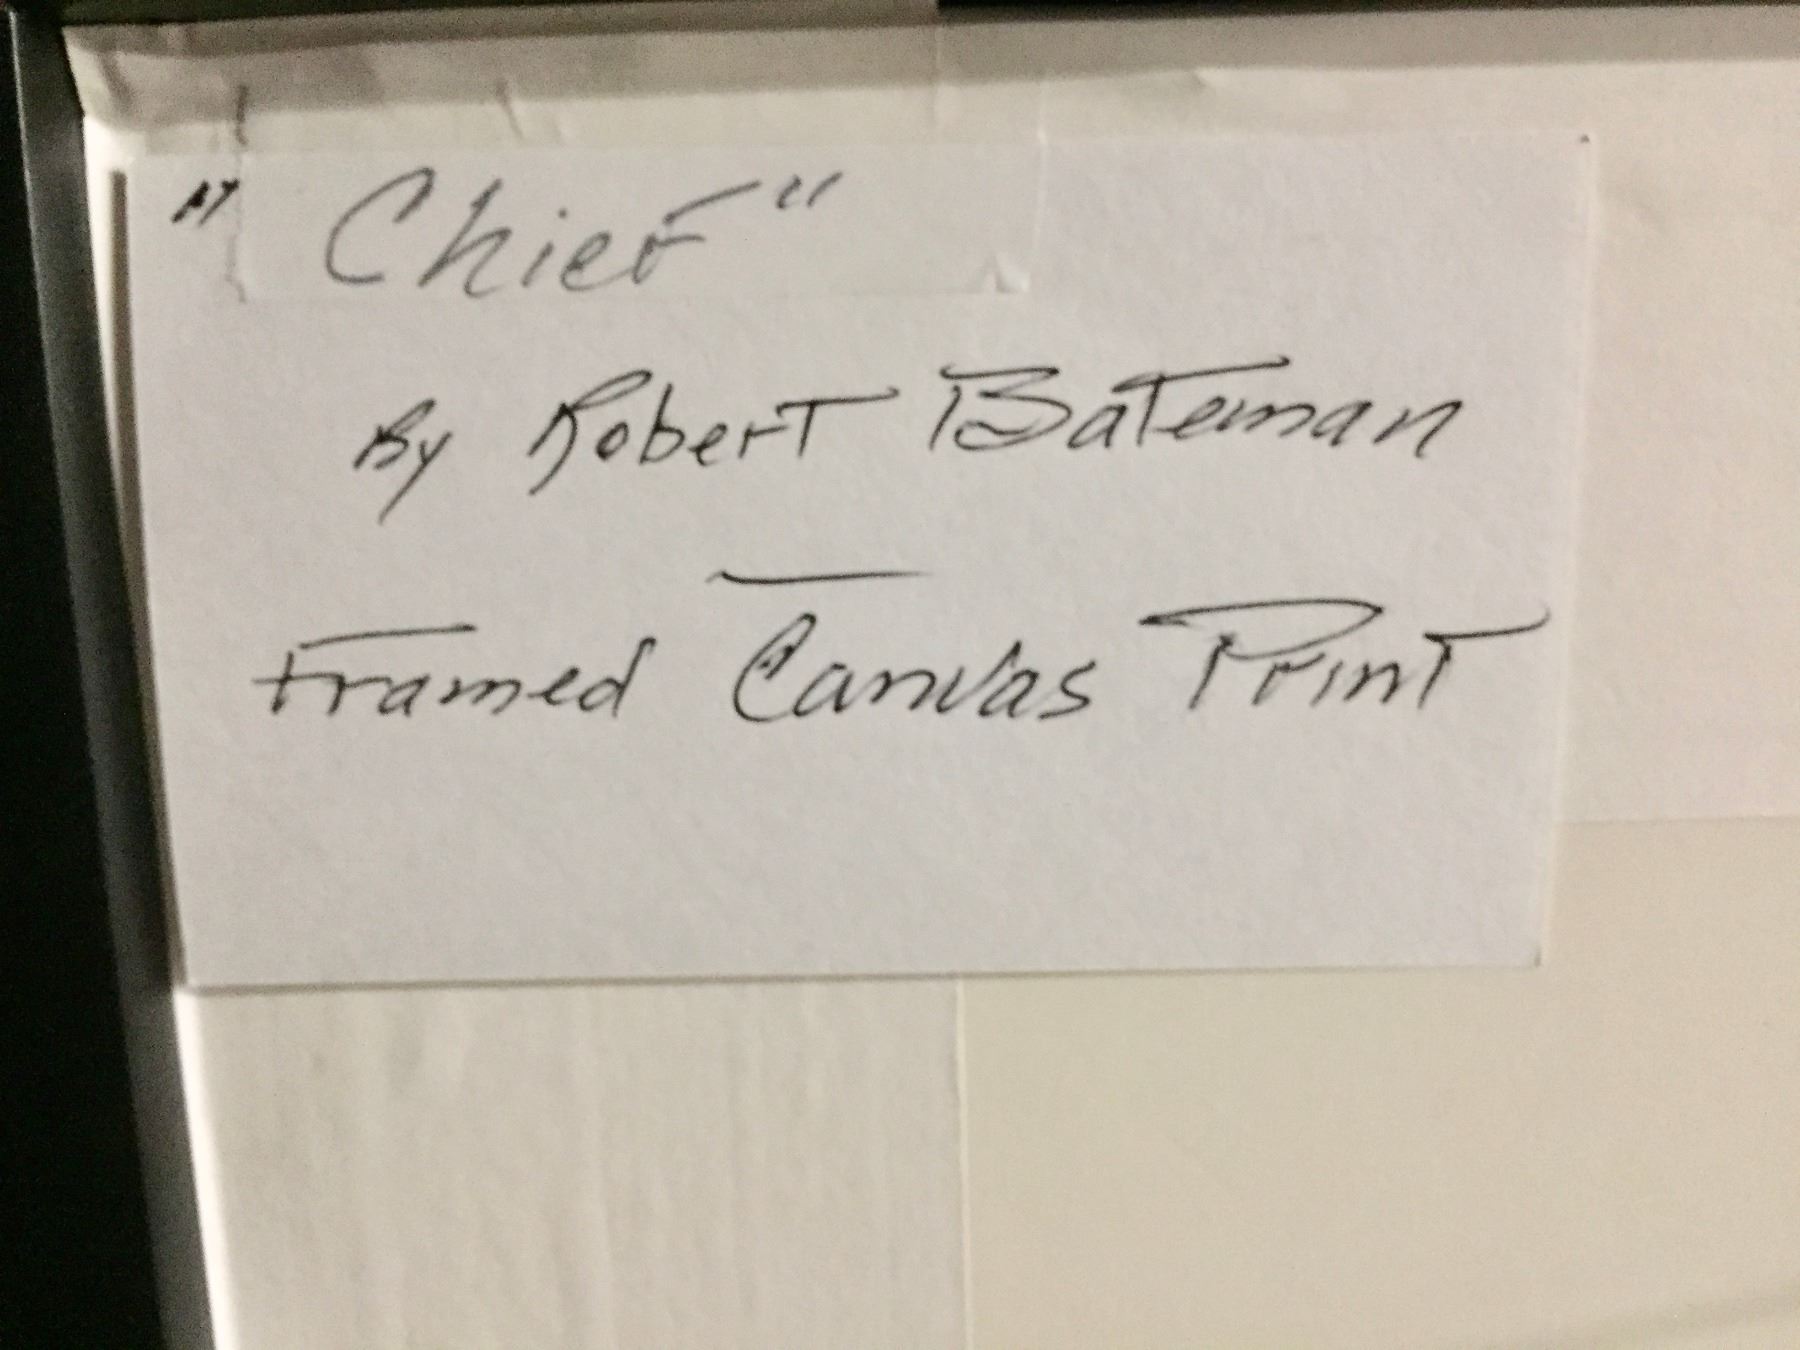 "Chief"
By Robert Bateman
Framed Canvas Print